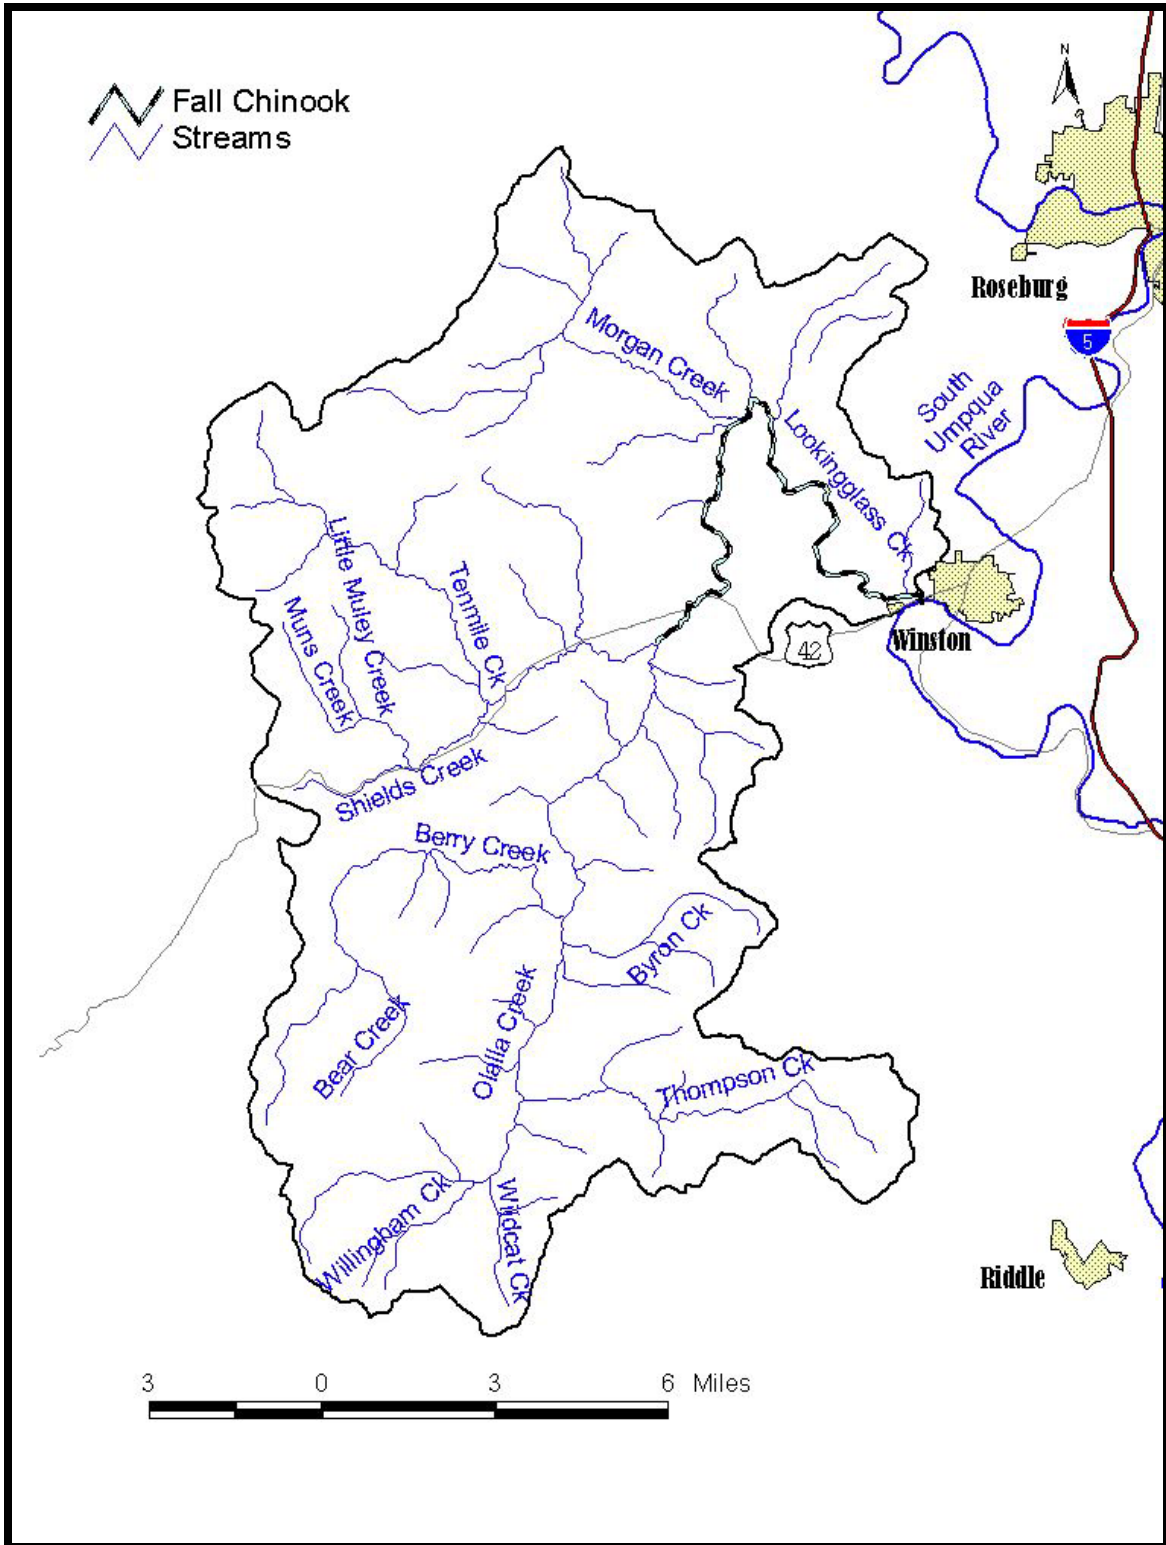 N
Fall Chinook
Streams
Roseburg
5
Morgan Creek
South
Umpqua
River
Lookingglass Ck
Little Muley Creek
Tenmile Ck
Muns Creek
Winston
42
Shields Creek
Berry Creek
Byron Ck
Olalla Creek
Bear Creek
Thompson Ck
Willingham Ck
Wildcat Ck
Riddle
3 0 3 6 Miles